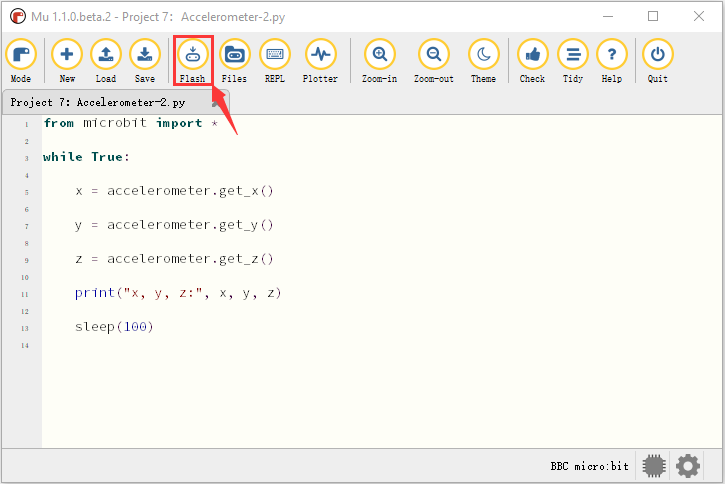 Mu 1.1.0.beta.2 - Project 7: Accelerometer-2.py
Mode New Load Save Flash Files REPL Plotter Zoom-in Zoom-out Theme Check Tidy Help Quit
Project 7: Accelerometer-2.py
1 from microbit import *
2
3 while True:
4
5 x = accelerometer.get_x()
6
7 y = accelerometer.get_y()
8
9 z = accelerometer.get_z()
10
11 print("x, y, z:", x, y, z)
12
13 sleep(100)
14
BBC micro:bit